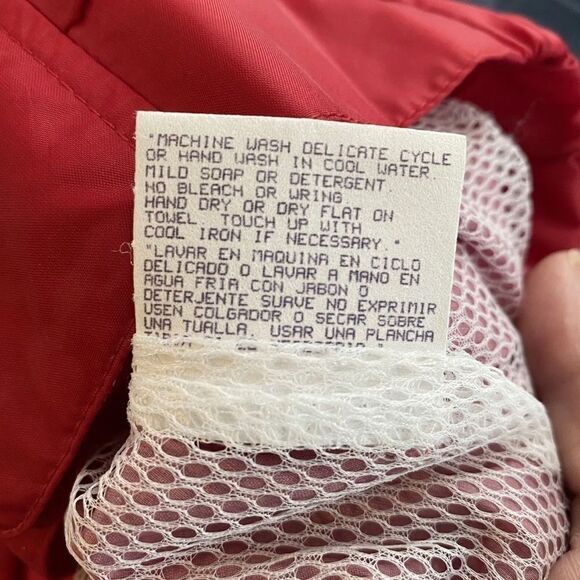 "MACHINE WASH DELICATE CYCLE
OR HAND WASH IN COOL WATER.
MILD SOAP OR DETERGENT.
NO BLEACH OR WRING.
HAND DRY OR DRY FLAT ON
TOWEL. TOUCH UP WITH
COOL IRON IF NECESSARY."
"LAVAR EN MAQUINA EN CICLO
DELICADO O LAVAR A MANO EN
AGUA FRIA CON JABON O
DETERJENTE SUAVE NO EXPRIMIR
USEN COLGADOR O SECAR SOBRE
UNA TUALLA. USAR UNA PLANCHA